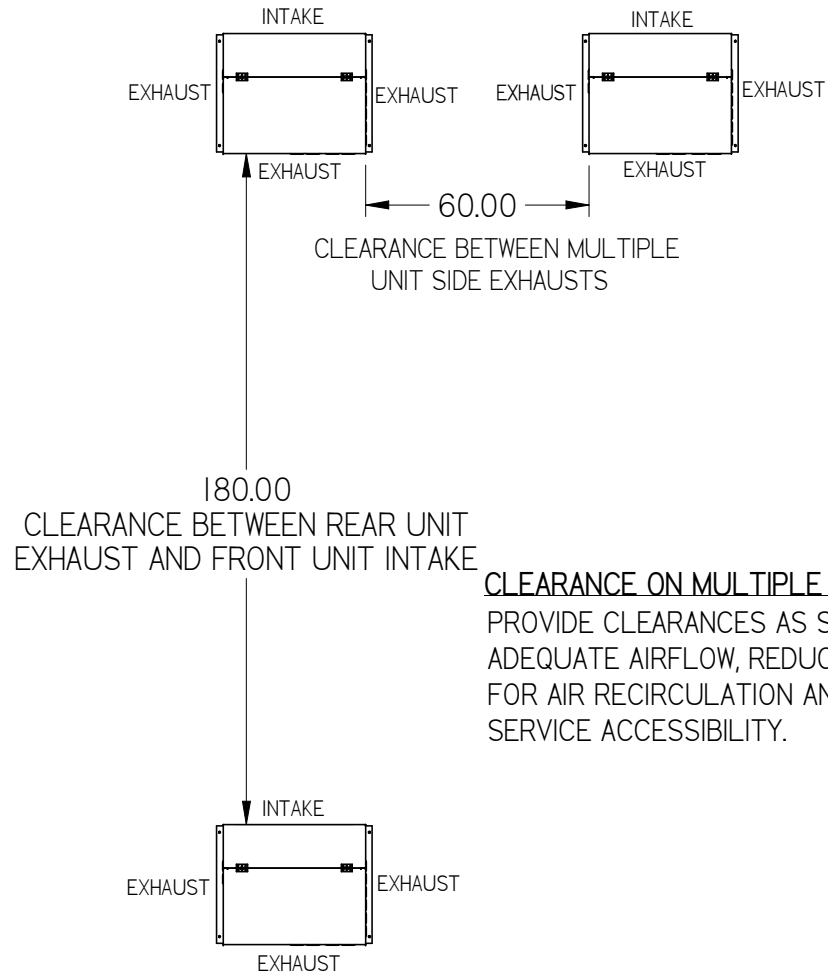 INTAKE
INTAKE
EXHAUST
EXHAUST
EXHAUST
EXHAUST
EXHAUST
EXHAUST
60.00
CLEARANCE BETWEEN MULTIPLE
UNIT SIDE EXHAUSTS
180.00
CLEARANCE BETWEEN REAR UNIT
EXHAUST AND FRONT UNIT INTAKE
CLEARANCE ON MULTIPLE
PROVIDE CLEARANCES AS
ADEQUATE AIRFLOW,
FOR AIR RECIRCULATION
SERVICE ACCESSIBILITY.
INTAKE
EXHAUST
EXHAUST
EXHAUST